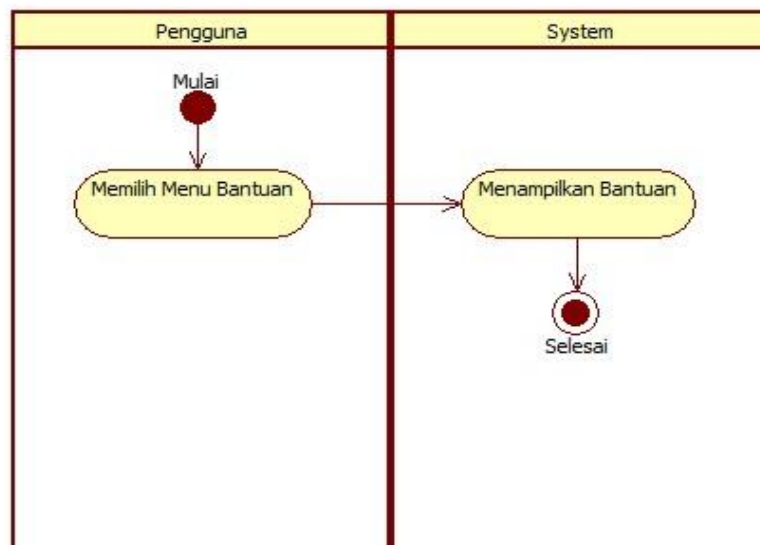 Pengguna
System
Mulai
Memilih Menu Bantuan
Menampilkan Bantuan
Selesai